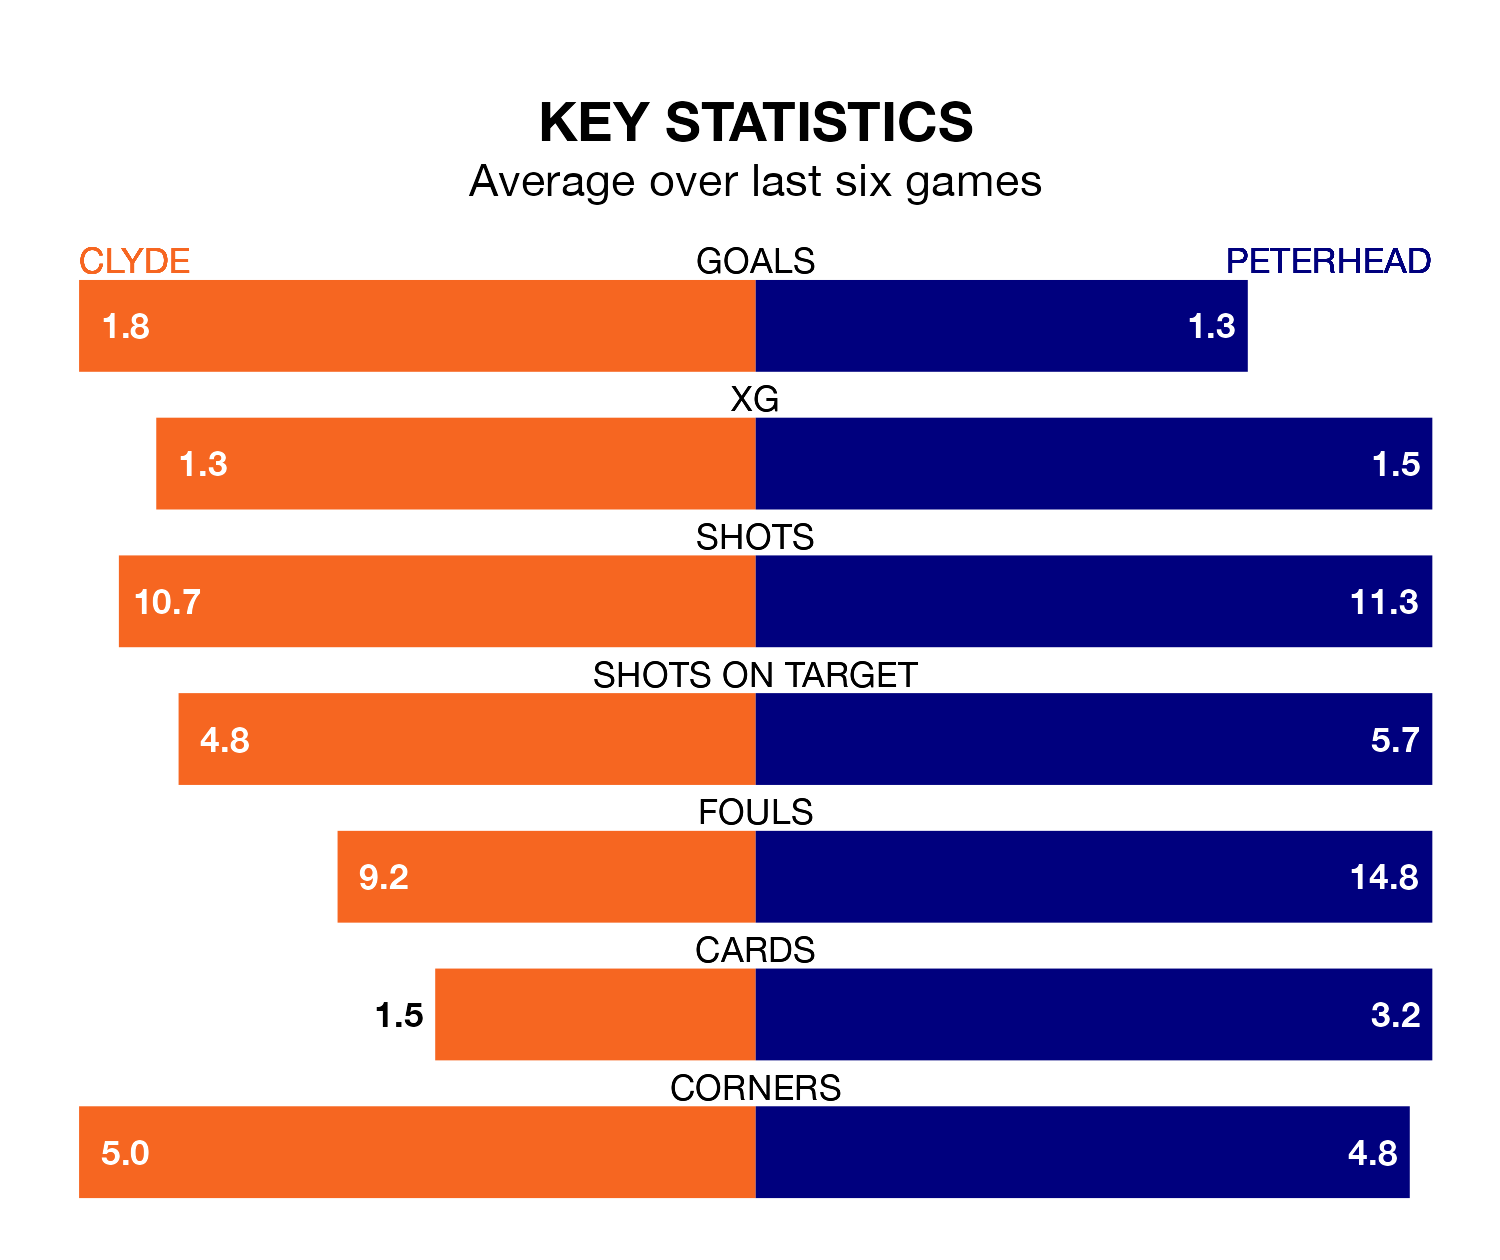 KEY STATISTICS
Average over last six games
CLYDE GOALS PETERHEAD
1.8 1.3
XG
1.3 1.5
SHOTS
10.7 11.3
SHOTS ON TARGET
4.8 5.7
FOULS
9.2 14.8
CARDS
1.5 3.2
CORNERS
5.0 4.8